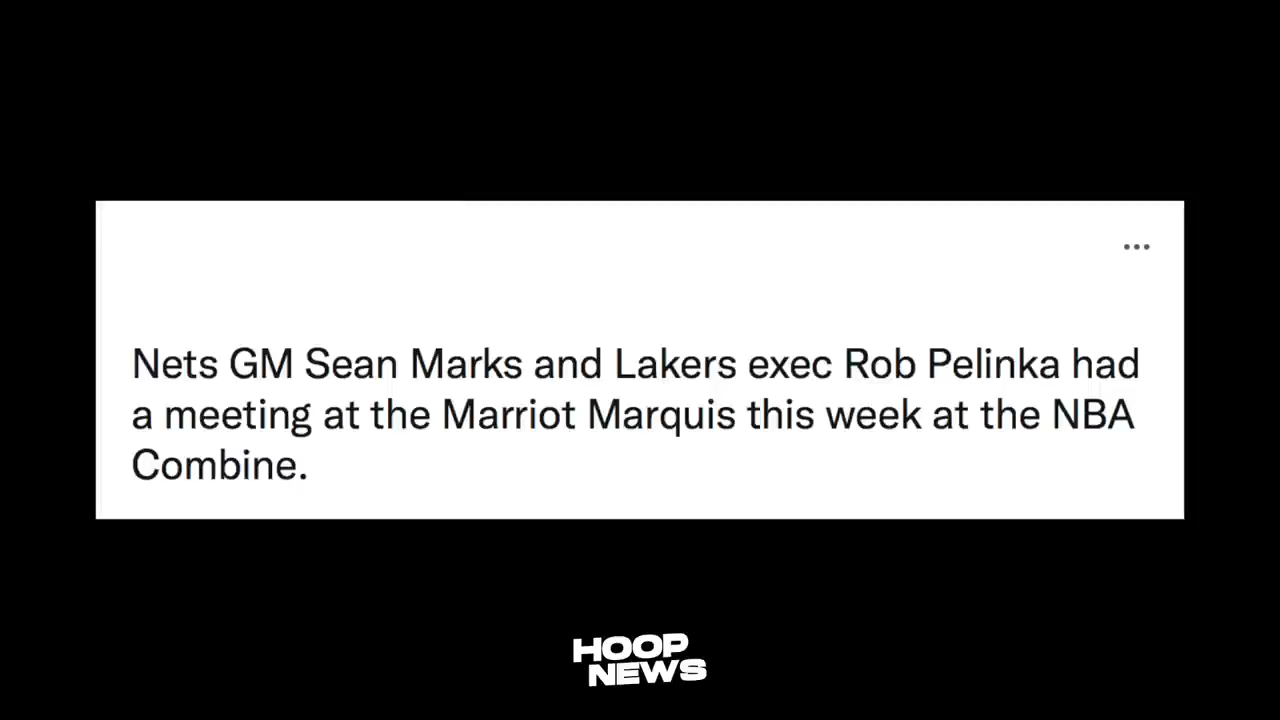 Nets GM Sean Marks and Lakers exec Rob Pelinka had
a meeting at the Marriot Marquis this week at the NBA
Combine.
HOOP
NEWS